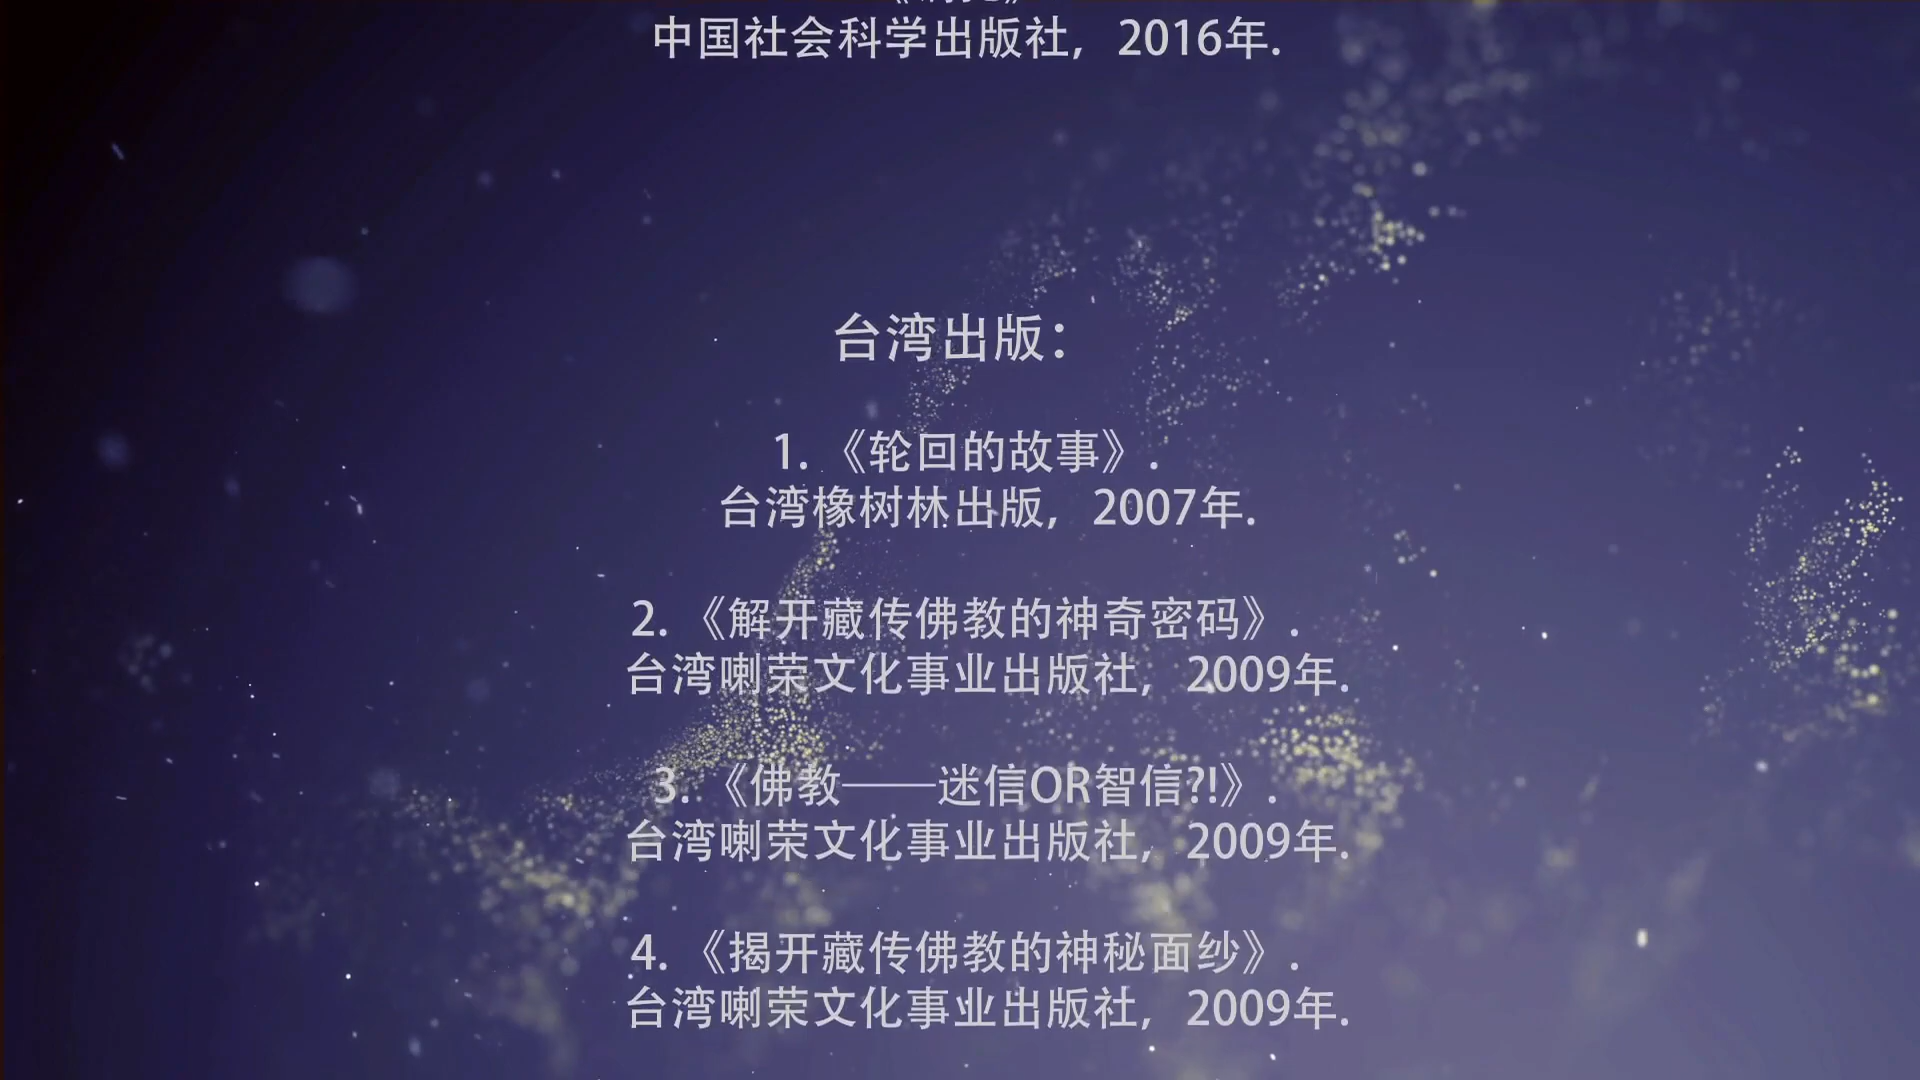 中国社会科学出版社，2016年.
台湾出版：
1. 《轮回的故事》.
台湾橡树林出版，2007年.
2. 《解开藏传佛教的神奇密码》.
台湾喇荣文化事业出版社，2009年.
3. 《佛教——迷信OR智信?!》.
台湾喇荣文化事业出版社，2009年.
4. 《揭开藏传佛教的神秘面纱》.
台湾喇荣文化事业出版社，2009年.